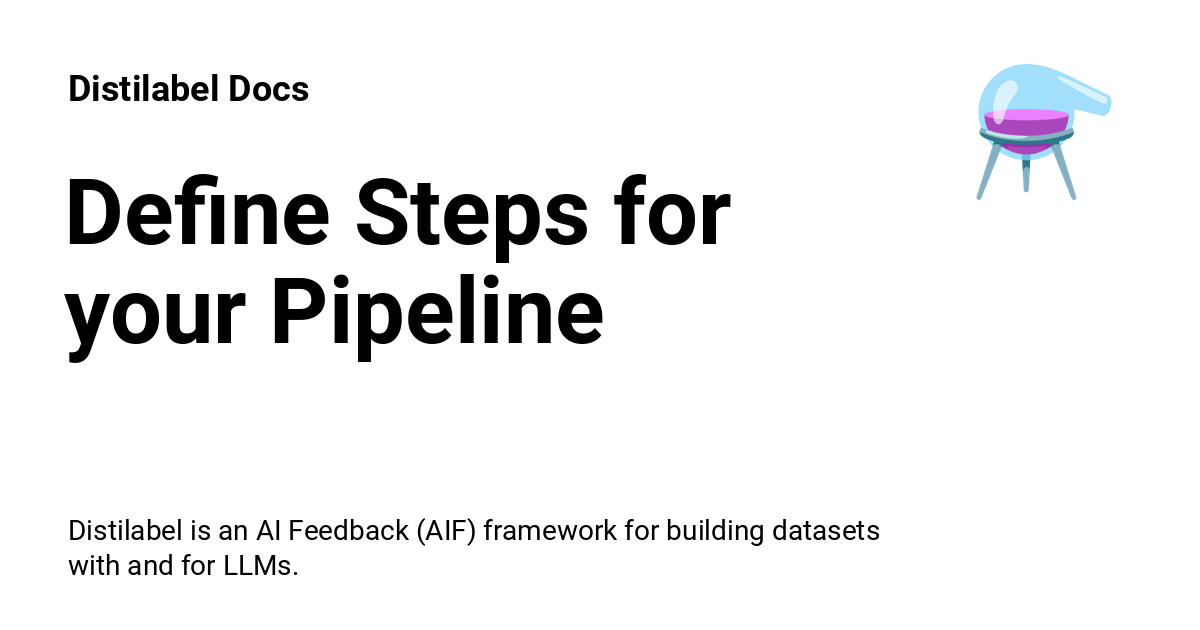 Distilabel Docs
Define Steps for
your Pipeline
Distilabel is an AI Feedback (AIF) framework for building datasets
with and for LLMs.